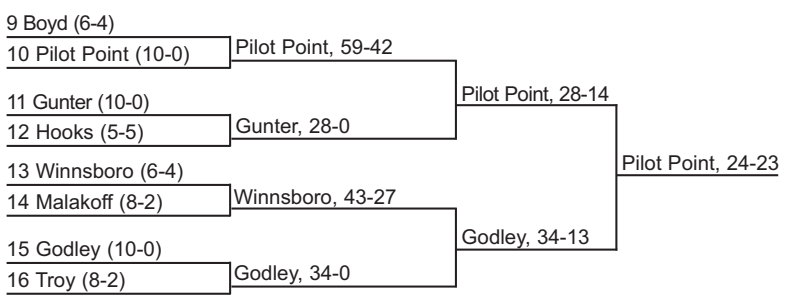 9 Boyd (6-4)
10 Pilot Point (10-0)
Pilot Point, 59-42
11 Gunter (10-0)
12 Hooks (5-5)
Gunter, 28-0
Pilot Point, 28-14
13 Winnsboro (6-4)
14 Malakoff (8-2)
Winnsboro, 43-27
15 Godley (10-0)
16 Troy (8-2)
Godley, 34-0
Godley, 34-13
Pilot Point, 24-23